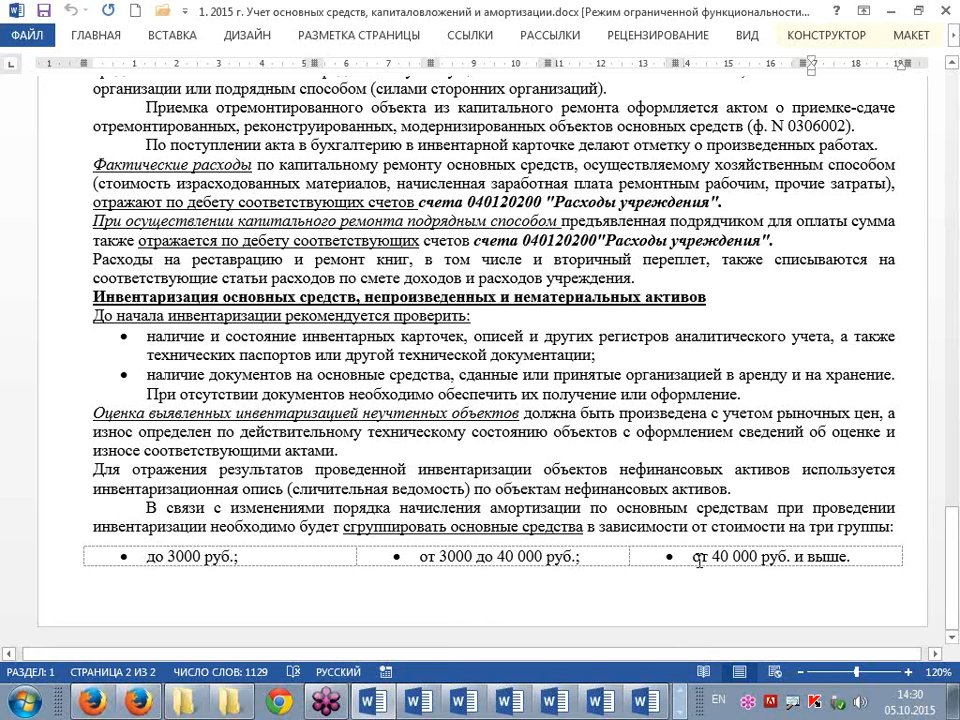 1. 2015 г. Учет основных средств, капиталовложений и амортизации.docx [Режим ограниченной функциональности...
ФАЙЛ ГЛАВНАЯ ВСТАВКА ДИЗАЙН РАЗМЕТКА СТРАНИЦЫ ССЫЛКИ РАССЫЛКИ РЕЦЕНЗИРОВАНИЕ ВИД КОНСТРУКТОР МАКЕТ
организации или подрядным способом (силами сторонних организаций).
Приемка отремонтированного объекта из капитального ремонта оформляется актом о приемке-сдаче
отремонтированных, реконструированных, модернизированных объектов основных средств (ф. N 0306002).
По поступлении акта в бухгалтерию в инвентарной карточке делают отметку о произведенных работах.
Фактические расходы по капитальному ремонту основных средств, осуществляемому хозяйственным способом
(стоимость израсходованных материалов, начисленная заработная плата ремонтным рабочим, прочие затраты),
отражают по дебету соответствующих счетов счета 040120200 "Расходы учреждения".
При осуществлении капитального ремонта подрядным способом предъявленная подрядчиком для оплаты сумма
также отражается по дебету соответствующих счетов счета 040120200"Расходы учреждения".
Расходы на реставрацию и ремонт книг, в том числе и вторичный переплет, также списываются на
соответствующие статьи расходов по смете доходов и расходов учреждения.
Инвентаризация основных средств, непроизведенных и нематериальных активов
До начала инвентаризации рекомендуется проверить:
• наличие и состояние инвентарных карточек, описей и других регистров аналитического учета, а также
технических паспортов или другой технической документации;
• наличие документов на основные средства, сданные или принятые организацией в аренду и на хранение.
При отсутствии документов необходимо обеспечить их получение или оформление.
Оценка выявленных инвентаризацией неучтенных объектов должна быть произведена с учетом рыночных цен, а
износ определен по действительному техническому состоянию объектов с оформлением сведений об оценке и
износе соответствующими актами.
Для отражения результатов проведенной инвентаризации объектов нефинансовых активов используется
инвентаризационная опись (сличительная ведомость) по объектам нефинансовых активов.
В связи с изменениями порядка начисления амортизации по основным средствам при проведении
инвентаризации необходимо будет сгруппировать основные средства в зависимости от стоимости на три группы:
• до 3000 руб.; • от 3000 до 40 000 руб.; • от 40 000 руб. и выше.
РАЗДЕЛ: 1 СТРАНИЦА 2 ИЗ 2 ЧИСЛО СЛОВ: 1129 РУССКИЙ 120%
EN 14:30
05.10.2015